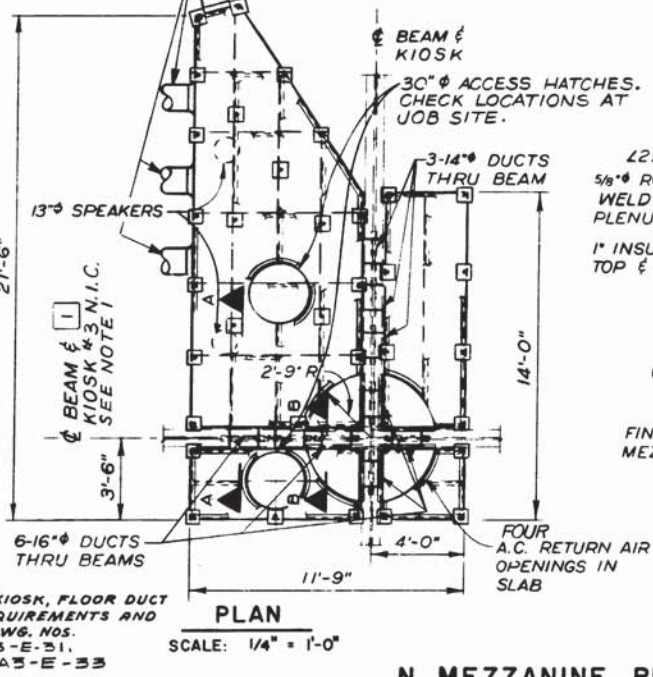 ℄ BEAM &
KIOSK
30"ø ACCESS HATCHES.
CHECK LOCATIONS AT
JOB SITE.
3-14"ø DUCTS
THRU BEAM
5/8"ø
WELD
PLENU
1" INSU
TOP &
13"ø SPEAKERS
21'-6"
℄ BEAM & 1
KIOSK #3 N.I.C.
SEE NOTE 1
A
2'-9" R
B
14'-0"
3'-6"
A
B
FIN
MEZ
6-16"ø DUCTS
THRU BEAMS
4'-0"
FOUR
A.C. RETURN AIR
OPENINGS IN
SLAB
11'-9"
KIOSK, FLOOR DUCT
QUIREMENTS AND
WG. NOS.
-E-31,
A3-E-33
PLAN
SCALE: 1/4" = 1'-0"
N MEZZANINE